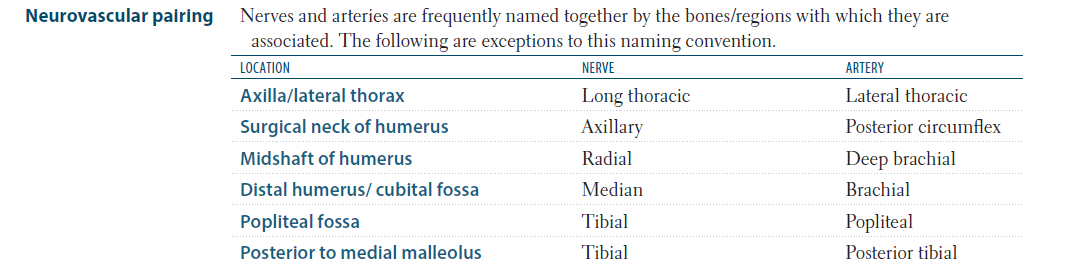 Neurovascular pairing Nerves and arteries are frequently named together by the bones/regions with which they are
associated. The following are exceptions to this naming convention.
LOCATION NERVE ARTERY
Axilla/lateral thorax Long thoracic Lateral thoracic
Surgical neck of humerus Axillary Posterior circumflex
Midshaft of humerus Radial Deep brachial
Distal humerus/ cubital fossa Median Brachial
Popliteal fossa Tibial Popliteal
Posterior to medial malleolus Tibial Posterior tibial